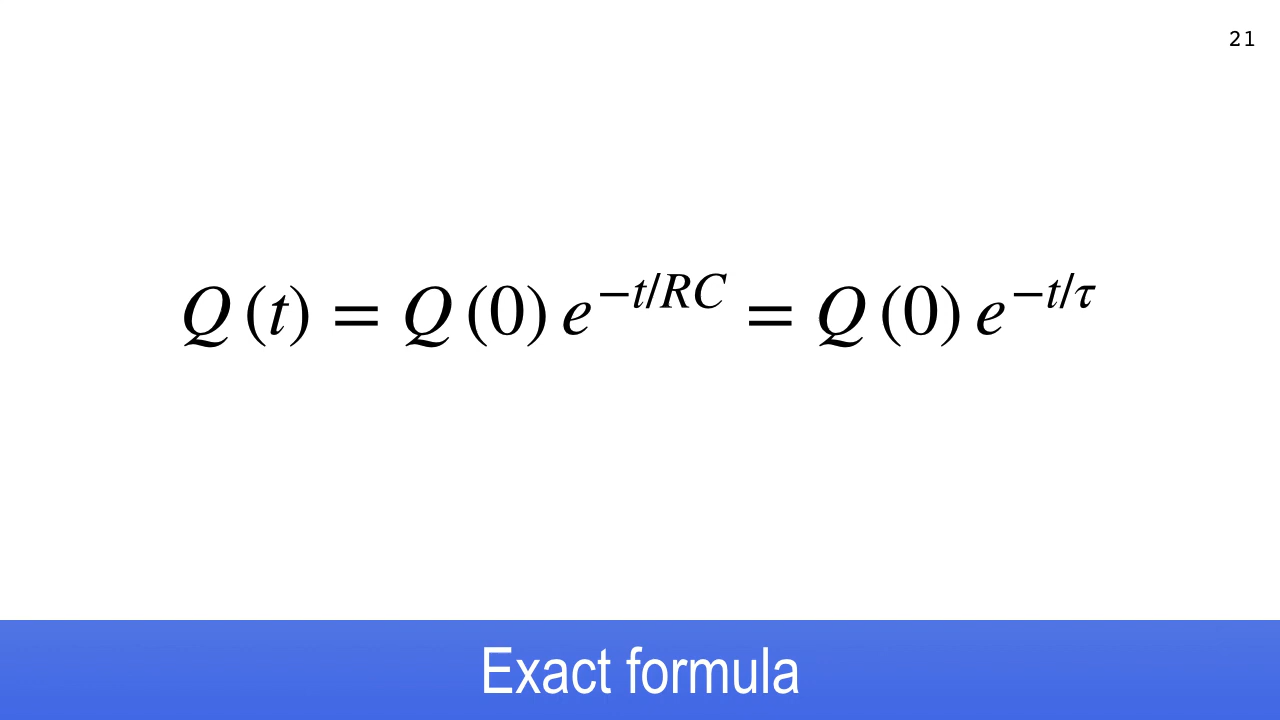 21
Q (t) = Q (0) e^{−t/RC} = Q (0) e^{−t/τ}
Exact formula